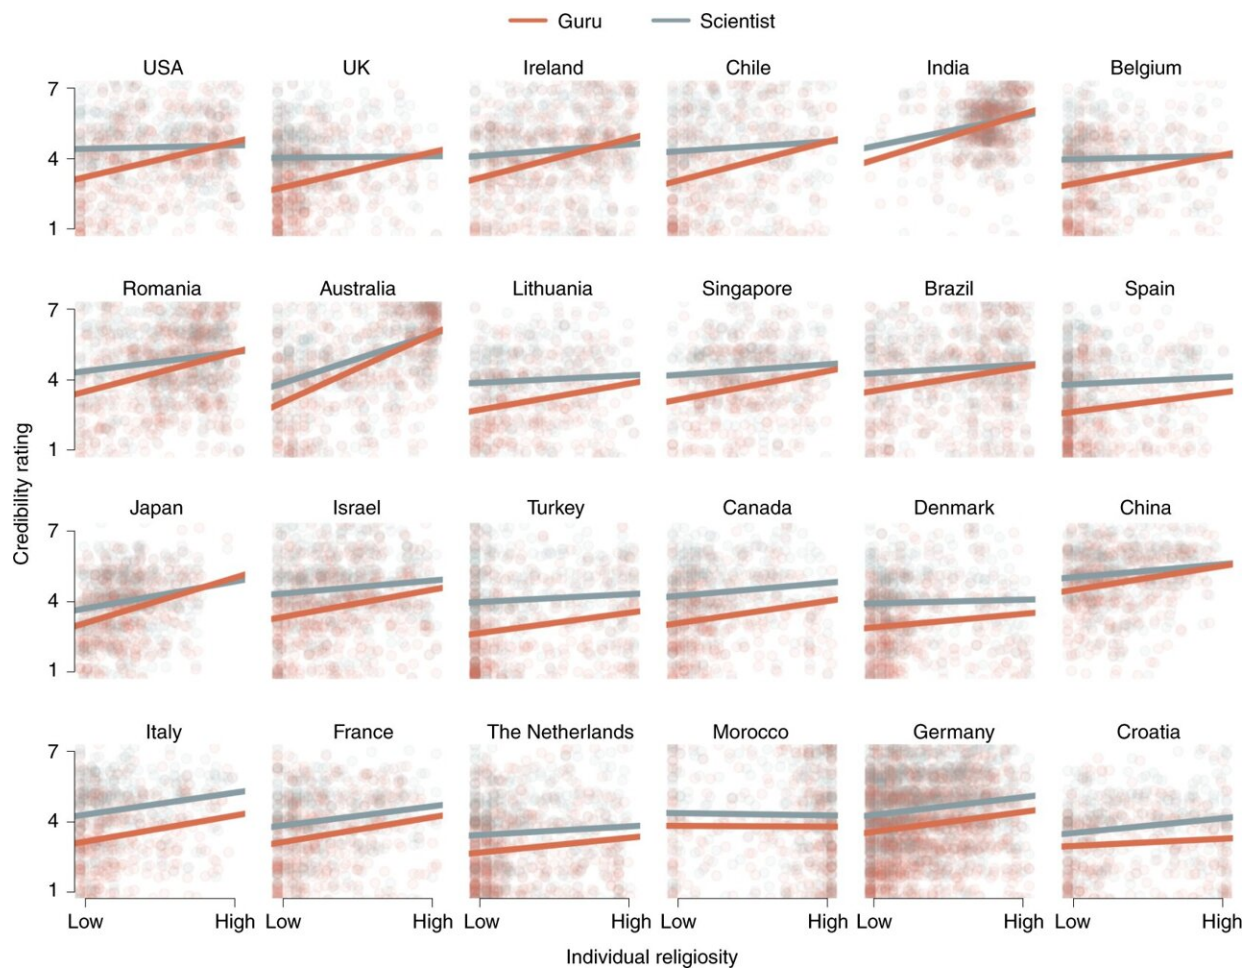 Guru Scientist
USA UK Ireland Chile India Belgium
7
4
1
Romania Australia Lithuania Singapore Brazil Spain
7
4
1
Credibility rating
Japan Israel Turkey Canada Denmark China
7
4
1
Italy France The Netherlands Morocco Germany Croatia
7
4
1
Low High Low High Low High Low High Low High Low High
Individual religiosity